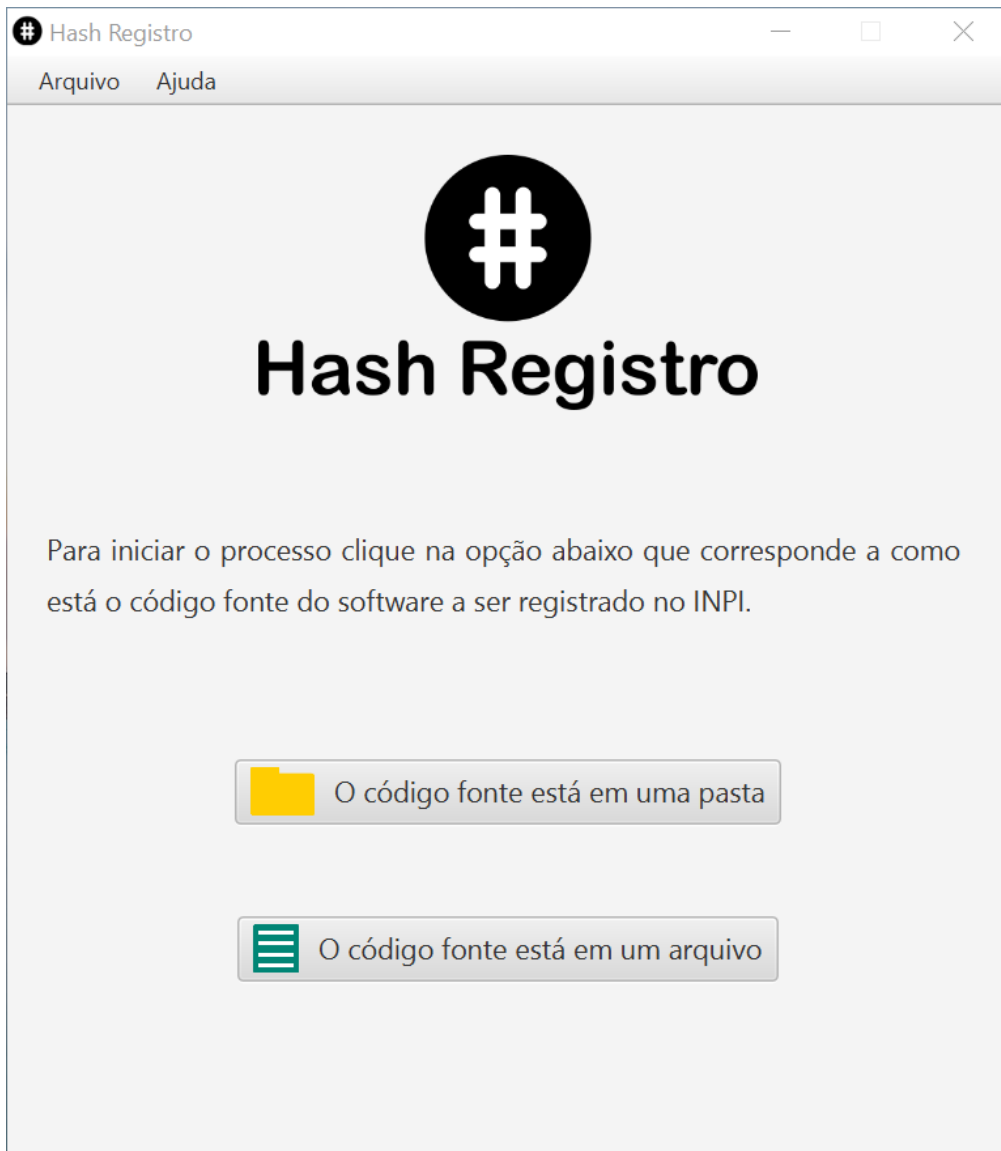 Hash Registro
Arquivo Ajuda
#
Hash Registro
Para iniciar o processo clique na opção abaixo que corresponde a como
está o código fonte do software a ser registrado no INPI.
O código fonte está em uma pasta
O código fonte está em um arquivo